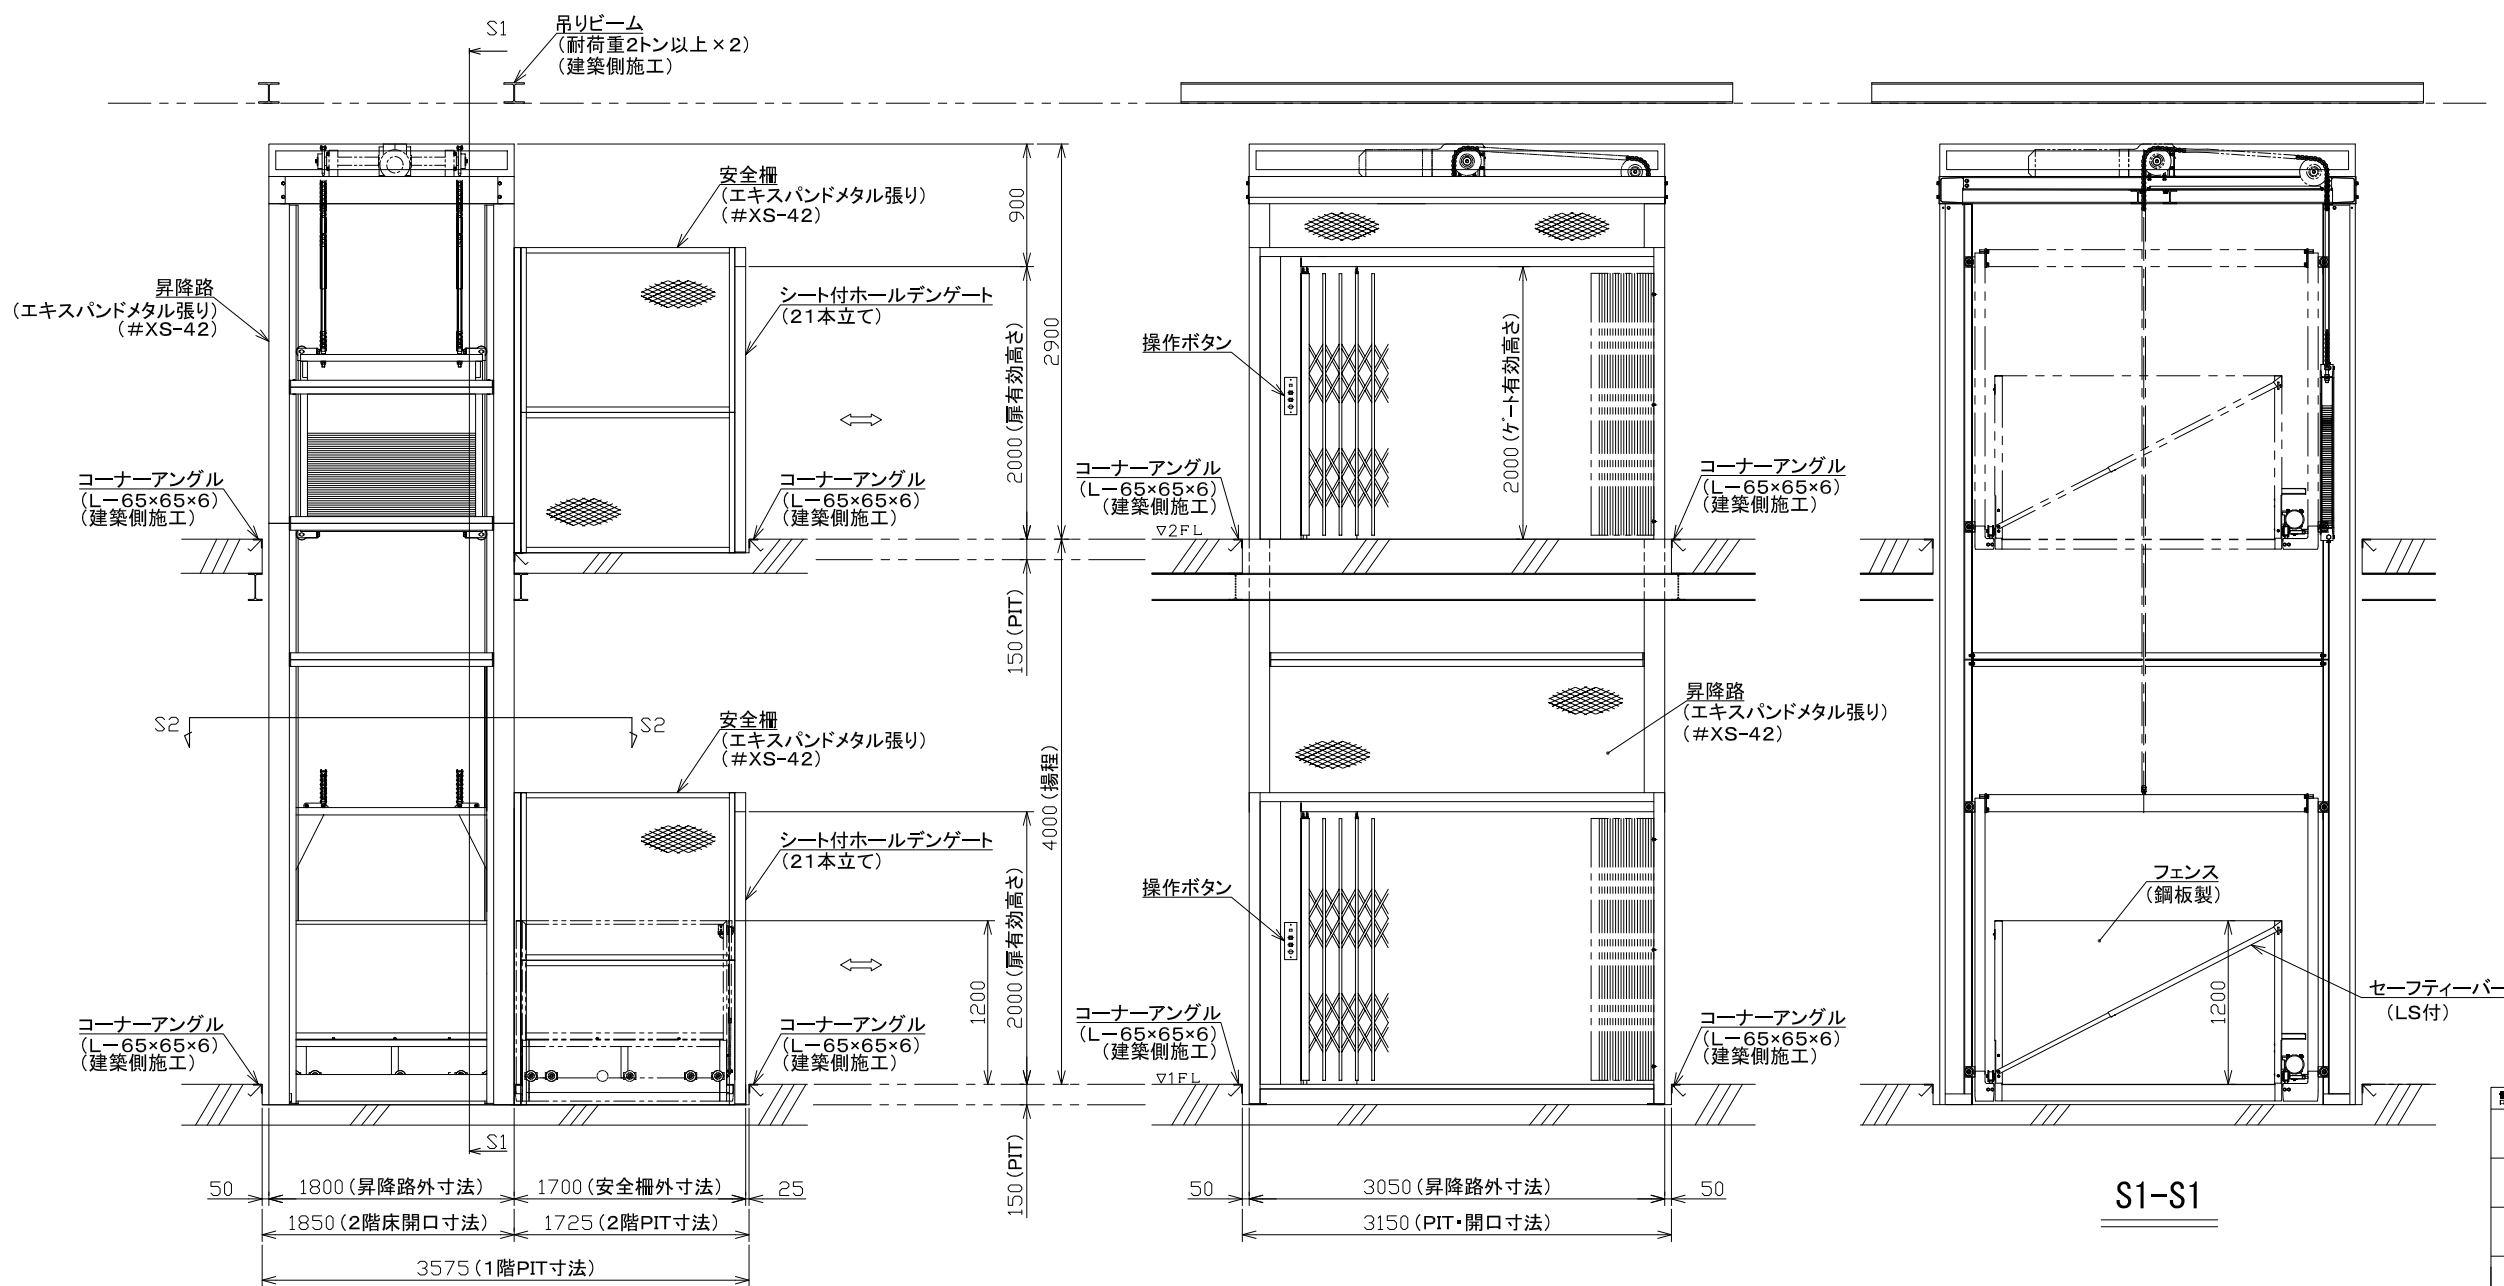 S1
吊りビーム
(耐荷重2トン以上×2)
(建築側施工)
安全柵
(エキスパンドメタル張り)
(#XS-42)
昇降路
(エキスパンドメタル張り)
(#XS-42)
シート付ホールデンゲート
(21本立て)
900
2900
2000(扉有効高さ)
コーナーアングル
(L-65×65×6)
(建築側施工)
コーナーアングル
(L-65×65×6)
(建築側施工)
150(PIT)
S2
S2
安全柵
(エキスパンドメタル張り)
(#XS-42)
4000(揚程)
シート付ホールデンゲート
(21本立て)
2000(扉有効高さ)
1200
コーナーアングル
(L-65×65×6)
(建築側施工)
コーナーアングル
(L-65×65×6)
(建築側施工)
150(PIT)
S1
50
1800(昇降路外寸法)
1700(安全柵外寸法)
25
1850(2階床開口寸法)
1725(2階PIT寸法)
3575(1階PIT寸法)
操作ボタン
2000(ゲート有効高さ)
コーナーアングル
(L-65×65×6)
(建築側施工)
コーナーアングル
(L-65×65×6)
(建築側施工)
▽2FL
昇降路
(エキスパンドメタル張り)
(#XS-42)
操作ボタン
コーナーアングル
(L-65×65×6)
(建築側施工)
コーナーアングル
(L-65×65×6)
(建築側施工)
▽1FL
50
3050(昇降路外寸法)
50
3150(PIT・開口寸法)
フェンス
(鋼板製)
1200
セーフティーバー
(LS付)
S1-S1